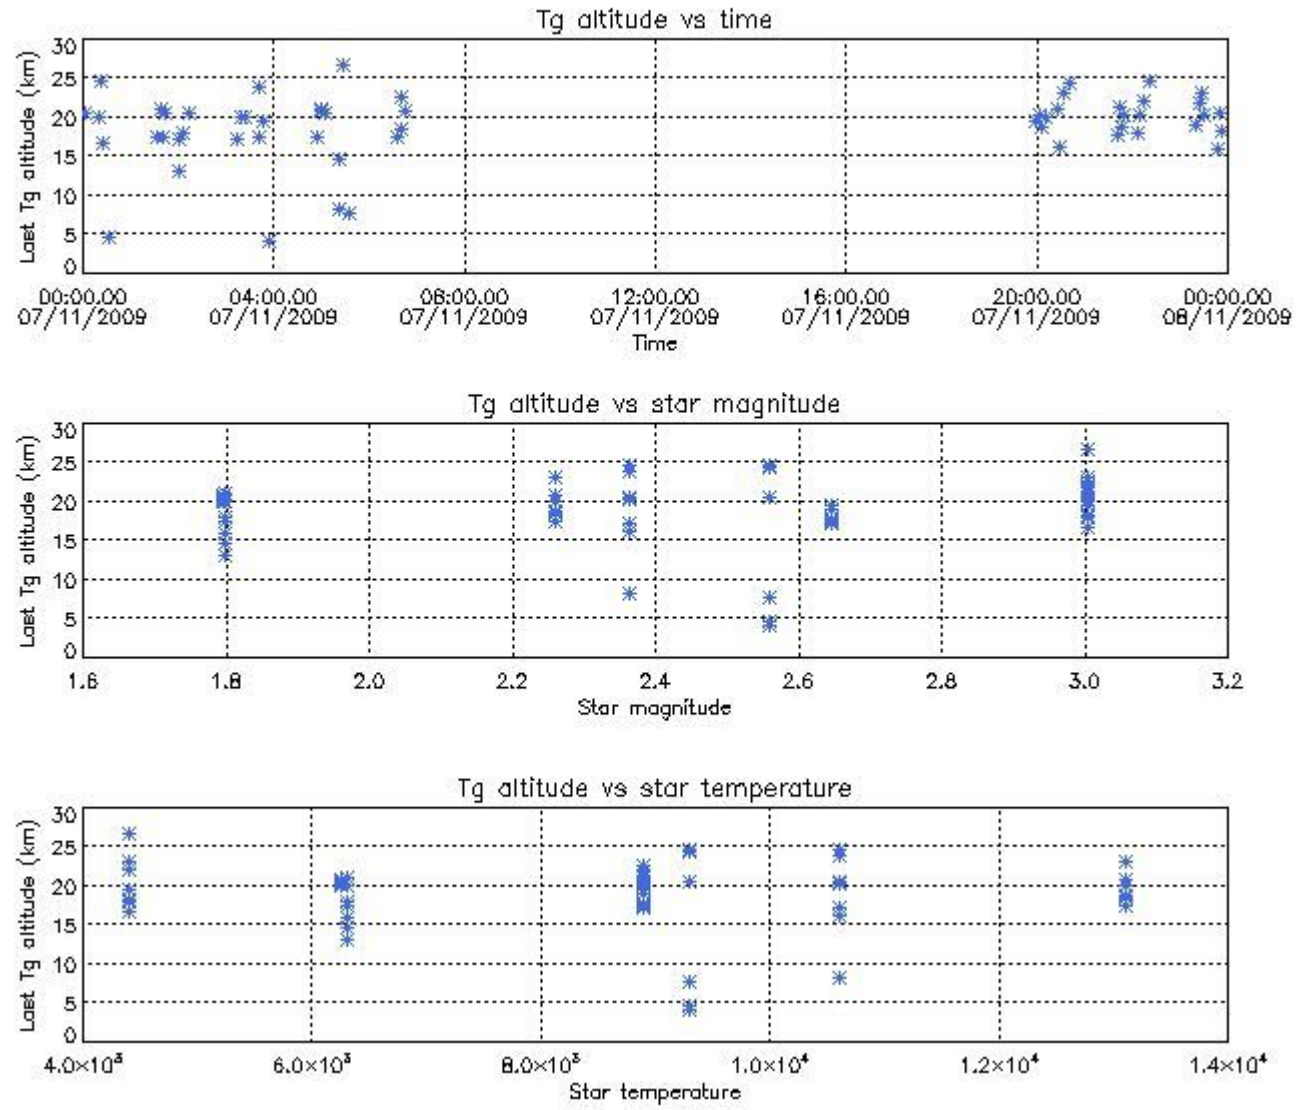 Tg altitude vs time
Last Tg altitude (km)
30
25
20
15
10
5
0
00:00.00 04:00.00 08:00.00 12:00.00 16:00.00 20:00.00 00:00.00
07/11/2009 07/11/2009 07/11/2009 07/11/2009 07/11/2009 07/11/2009 08/11/2009
Time
Tg altitude vs star magnitude
Last Tg altitude (km)
30
25
20
15
10
5
0
1.6 1.8 2.0 2.2 2.4 2.6 2.8 3.0 3.2
Star magnitude
Tg altitude vs star temperature
Last Tg altitude (km)
30
25
20
15
10
5
0
4.0×10³ 6.0×10³ 8.0×10³ 1.0×10⁴ 1.2×10⁴ 1.4×10⁴
Star temperature